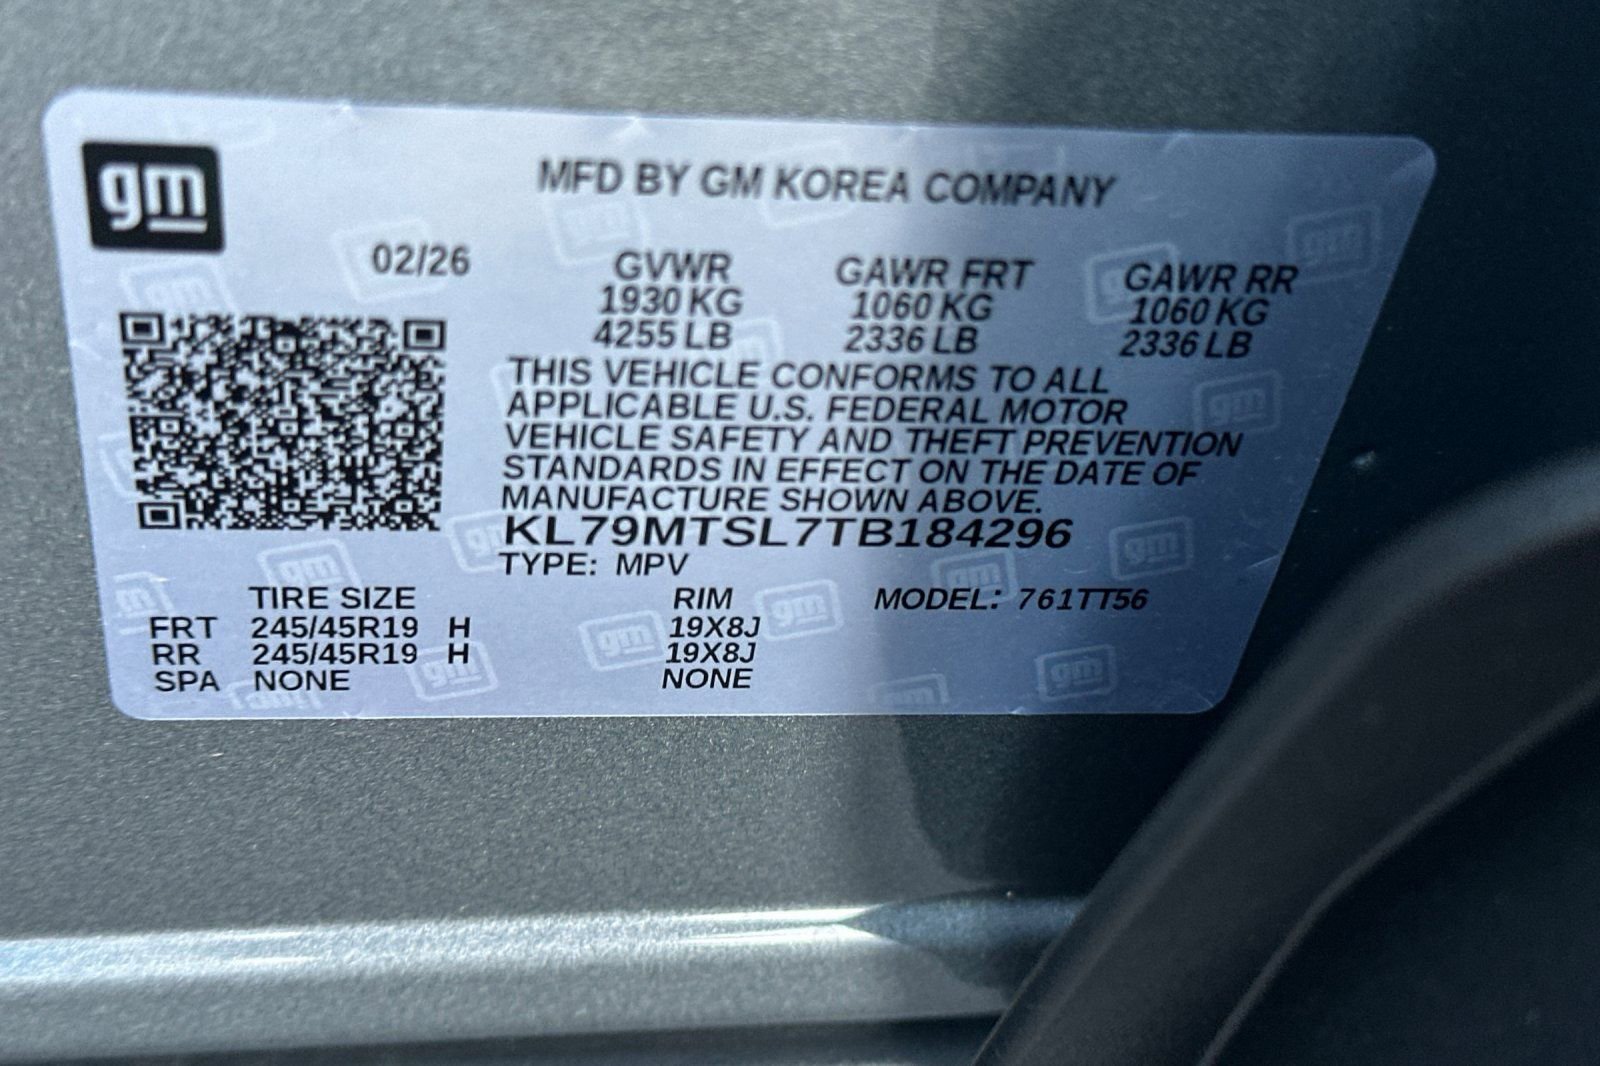 gm
MFD BY GM KOREA COMPANY
02/26
GVWR GAWR FRT GAWR RR
1930 KG 1060 KG 1060 KG
4255 LB 2336 LB 2336 LB
THIS VEHICLE CONFORMS TO ALL
APPLICABLE U.S. FEDERAL MOTOR
VEHICLE SAFETY AND THEFT PREVENTION
STANDARDS IN EFFECT ON THE DATE OF
MANUFACTURE SHOWN ABOVE.
KL79MTSL7TB184296
TYPE: MPV
TIRE SIZE RIM MODEL: 761TT56
FRT 245/45R19 H 19X8J
RR 245/45R19 H 19X8J
SPA NONE NONE